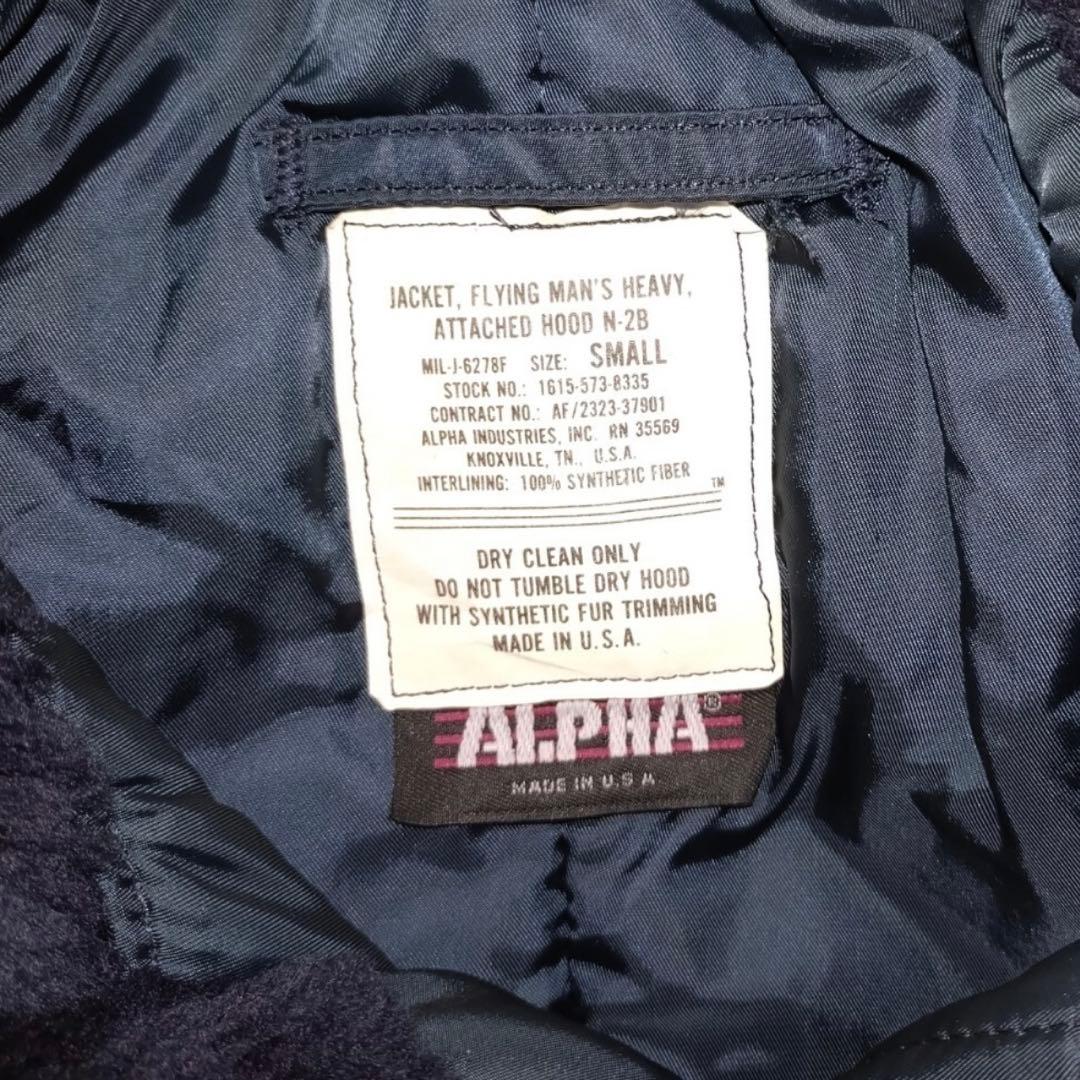 JACKET, FLYING MAN'S HEAVY,
ATTACHED HOOD N-2B
MIL-J-6278F SIZE: SMALL
STOCK NO.: 1615-573-8335
CONTRACT NO.: AF/2323-37901
ALPHA INDUSTRIES, INC. RN 35569
KNOXVILLE, TN., U.S.A.
INTERLINING: 100% SYNTHETIC FIBER
TM
DRY CLEAN ONLY
DO NOT TUMBLE DRY HOOD
WITH SYNTHETIC FUR TRIMMING
MADE IN U.S.A.
ALPHA®
MADE IN U.S.A